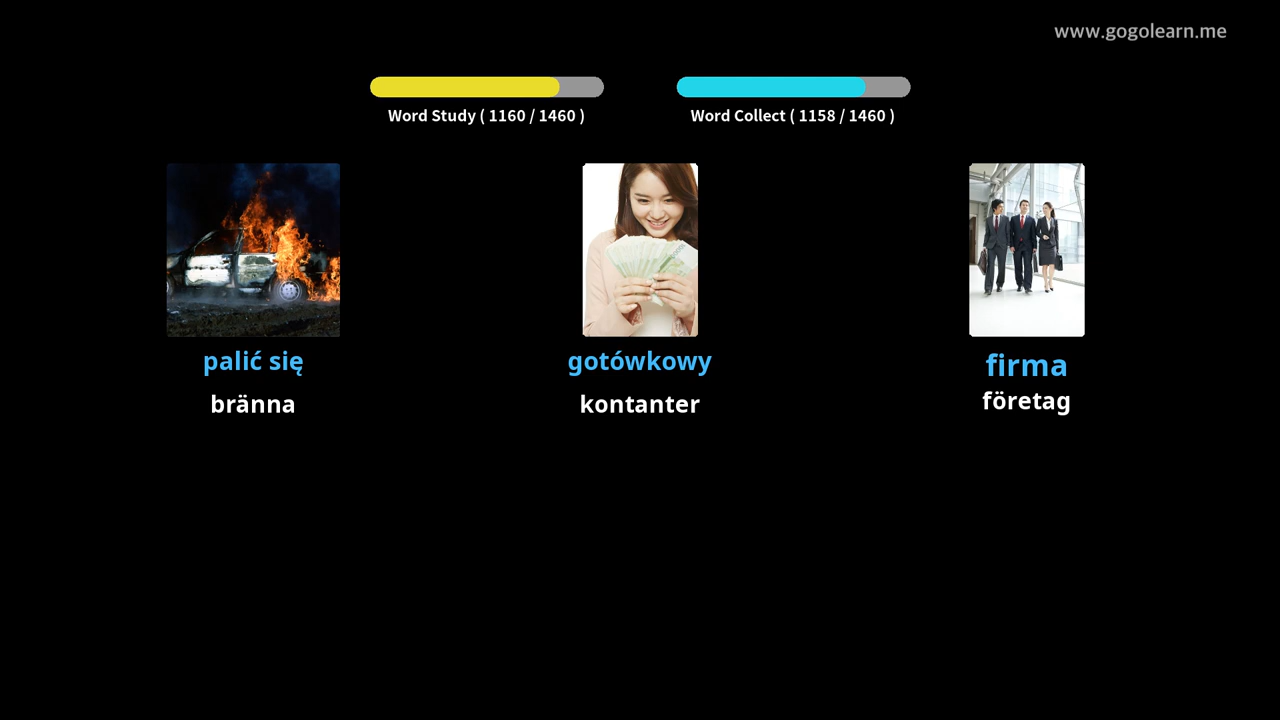 www.gogolearn.me
Word Study ( 1160 / 1460 )
Word Collect ( 1158 / 1460 )
palić się
bränna
gotówkowy
kontanter
firma
företag